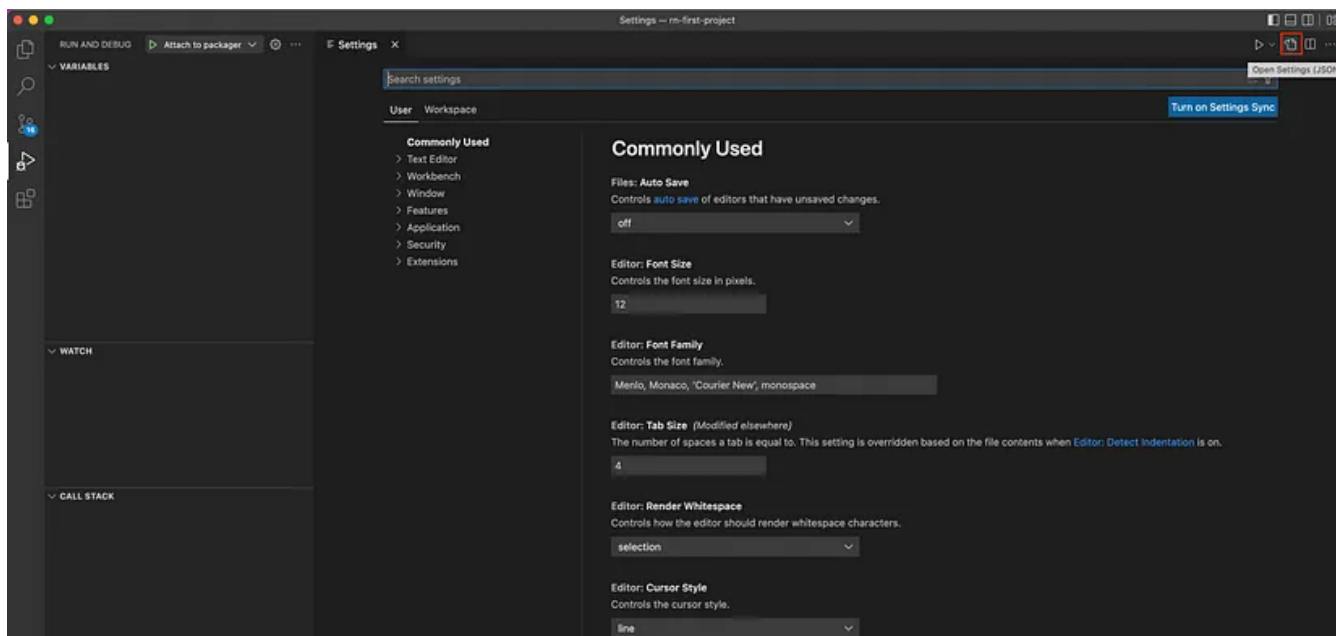 Settings — rn-first-project
RUN AND DEBUG
Attach to packager
Settings
Open Settings (JSON
VARIABLES
Search settings
User
Workspace
Turn on Settings Sync
16
Commonly Used
Text Editor
Workbench
Window
Features
Application
Security
Extensions
Commonly Used
Files: Auto Save
Controls auto save of editors that have unsaved changes.
off
Editor: Font Size
Controls the font size in pixels.
12
Editor: Font Family
Controls the font family.
Menlo, Monaco, 'Courier New', monospace
Editor: Tab Size (Modified elsewhere)
The number of spaces a tab is equal to. This setting is overridden based on the file contents when Editor: Detect Indentation is on.
4
Editor: Render Whitespace
Controls how the editor should render whitespace characters.
selection
Editor: Cursor Style
Controls the cursor style.
line
WATCH
CALL STACK